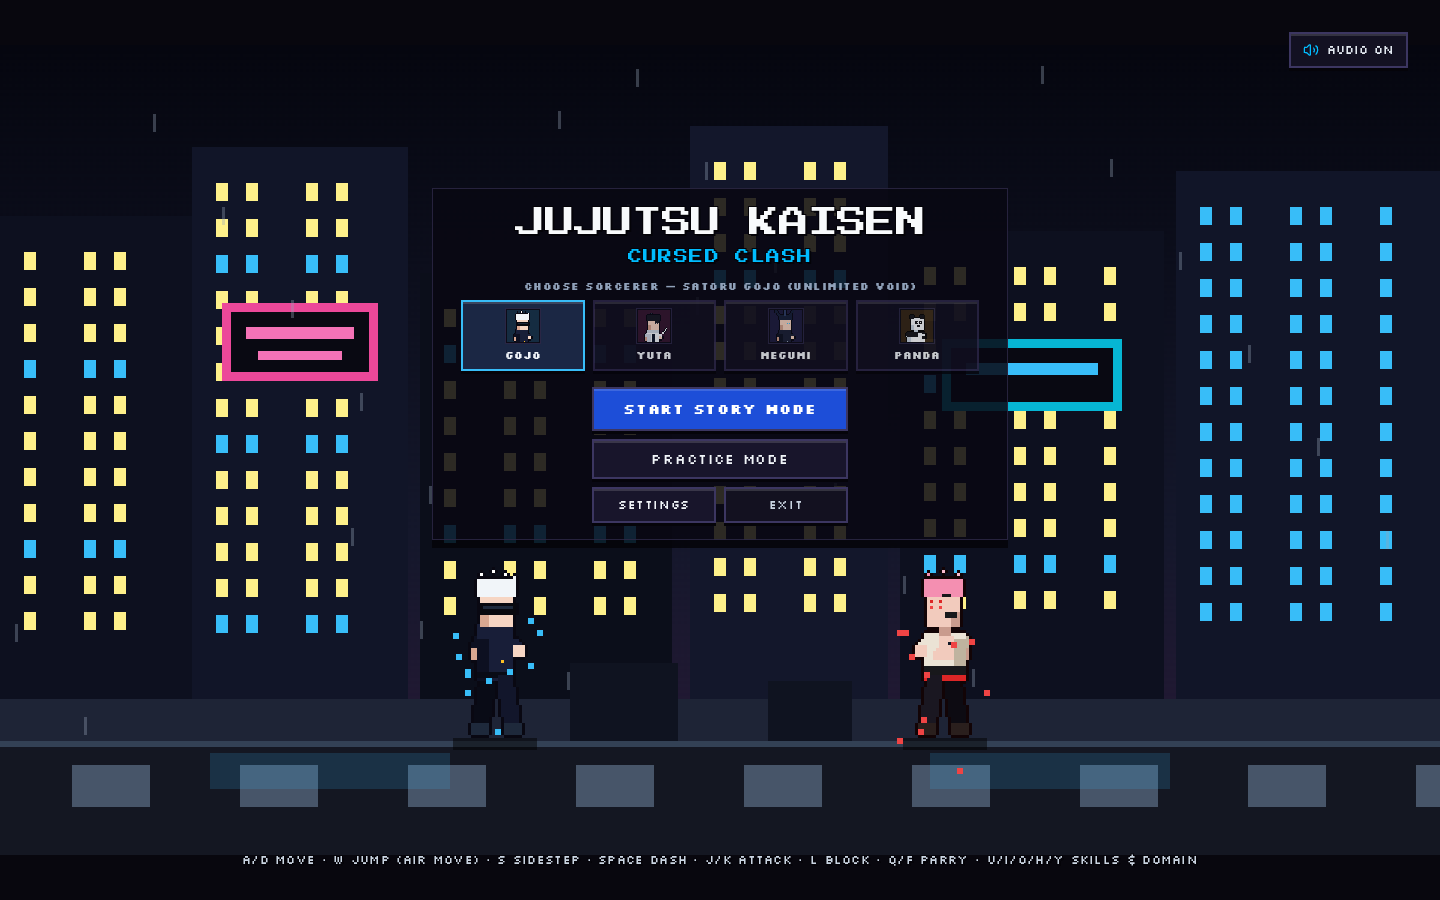 AUDIO ON
JUJUTSU KAISEN
CURSED CLASH
CHOOSE SORCERER — SATORU GOJO (UNLIMITED VOID)
GOJO
YUTA
MEGUMI
PANDA
START STORY MODE
PRACTICE MODE
SETTINGS
EXIT
A/D MOVE · W JUMP (AIR MOVE) · S SIDESTEP · SPACE DASH · J/K ATTACK · L BLOCK · Q/F PARRY · U/I/O/H/Y SKILLS & DOMAIN